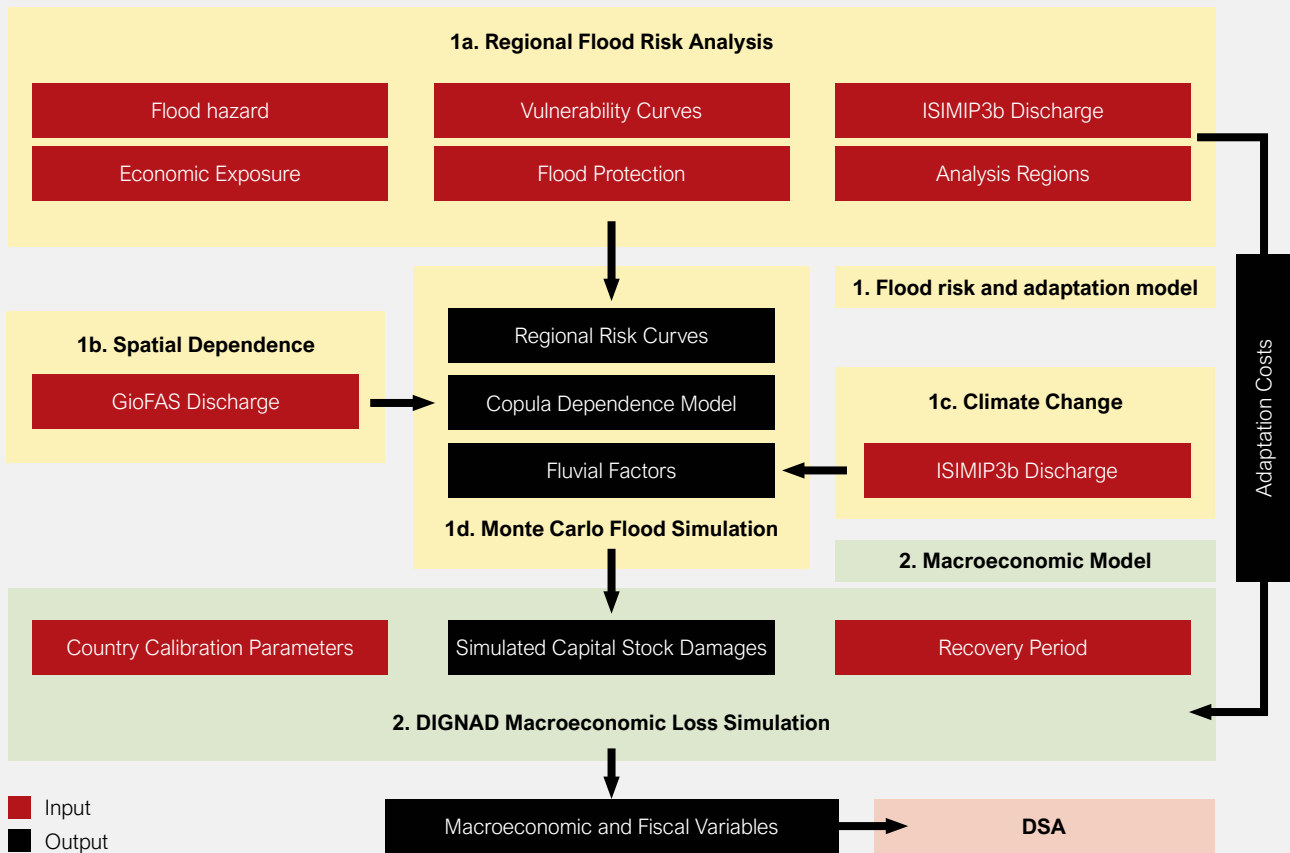 1a. Regional Flood Risk Analysis
Flood hazard
Vulnerability Curves
ISIMIP3b Discharge
Economic Exposure
Flood Protection
Analysis Regions
1. Flood risk and adaptation model
1b. Spatial Dependence
GioFAS Discharge
Regional Risk Curves
Copula Dependence Model
Fluvial Factors
1d. Monte Carlo Flood Simulation
1c. Climate Change
ISIMIP3b Discharge
Adaptation Costs
2. Macroeconomic Model
Country Calibration Parameters
Simulated Capital Stock Damages
Recovery Period
2. DIGNAD Macroeconomic Loss Simulation
Input
Output
Macroeconomic and Fiscal Variables
DSA